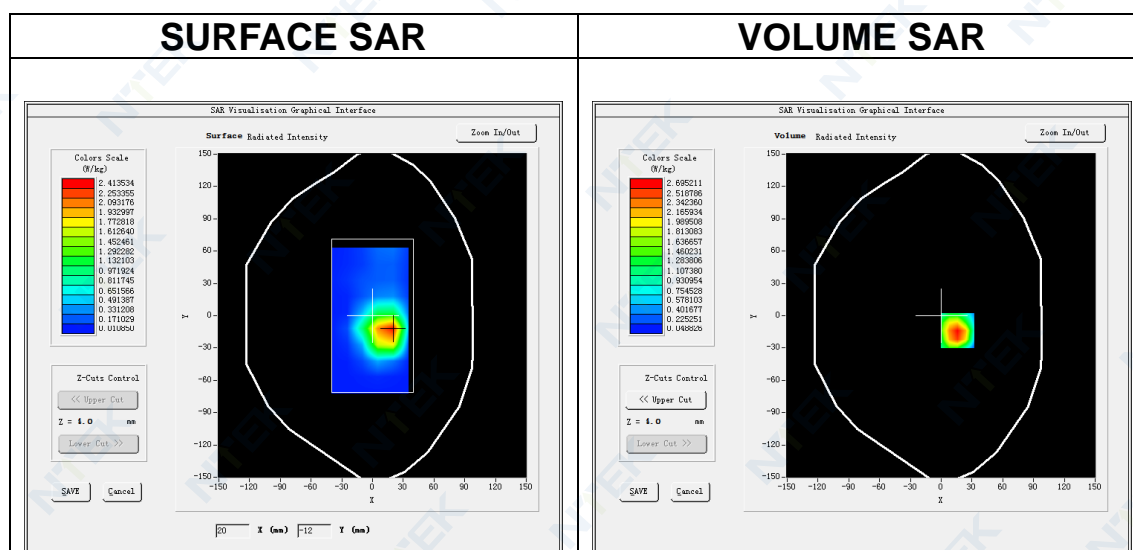 SURFACE SAR
VOLUME SAR
SAR Visualisation Graphical Interface
Surface Radiated Intensity
Zoom In/Out
Colors Scale
(W/kg)
2.413534
2.253355
2.093176
1.932997
1.772818
1.612640
1.452461
1.292282
1.132103
0.971924
0.811745
0.651566
0.491387
0.331208
0.171029
0.010850
150
120
90
60
30
0
-30
-60
-90
-120
-150
Y
-150 -120 -90 -60 -30 0 30 60 90 120 150
X
Z-Cuts Control
<< Upper Cut
Z = 4.0 mm
Lower Cut >>
SAVE Cancel
20 X (mm) -12 Y (mm)
SAR Visualisation Graphical Interface
Volume Radiated Intensity
Zoom In/Out
Colors Scale
(W/kg)
2.695211
2.518786
2.342360
2.165934
1.989508
1.813083
1.636657
1.460231
1.283806
1.107380
0.930954
0.754528
0.578103
0.401677
0.225251
0.048826
150
120
90
60
30
0
-30
-60
-90
-120
-150
Y
-150 -120 -90 -60 -30 0 30 60 90 120 150
X
Z-Cuts Control
<< Upper Cut
Z = 4.0 mm
Lower Cut >>
SAVE Cancel
NTEK